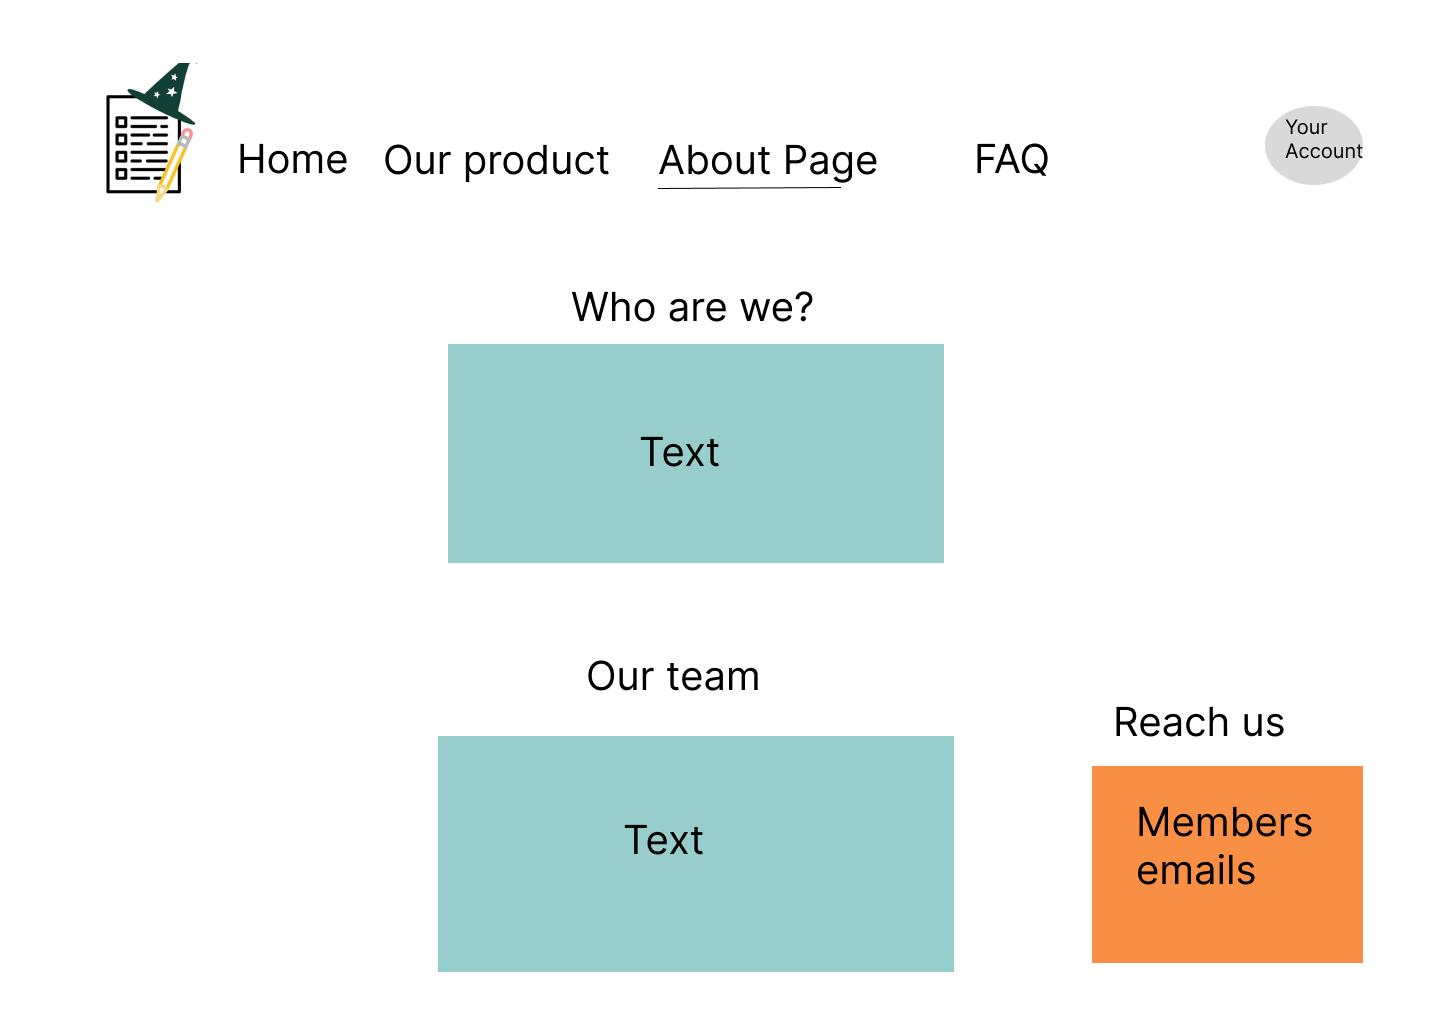 Home
Our product
About Page
FAQ
Your
Account
Who are we?
Text
Our team
Text
Reach us
Members
emails